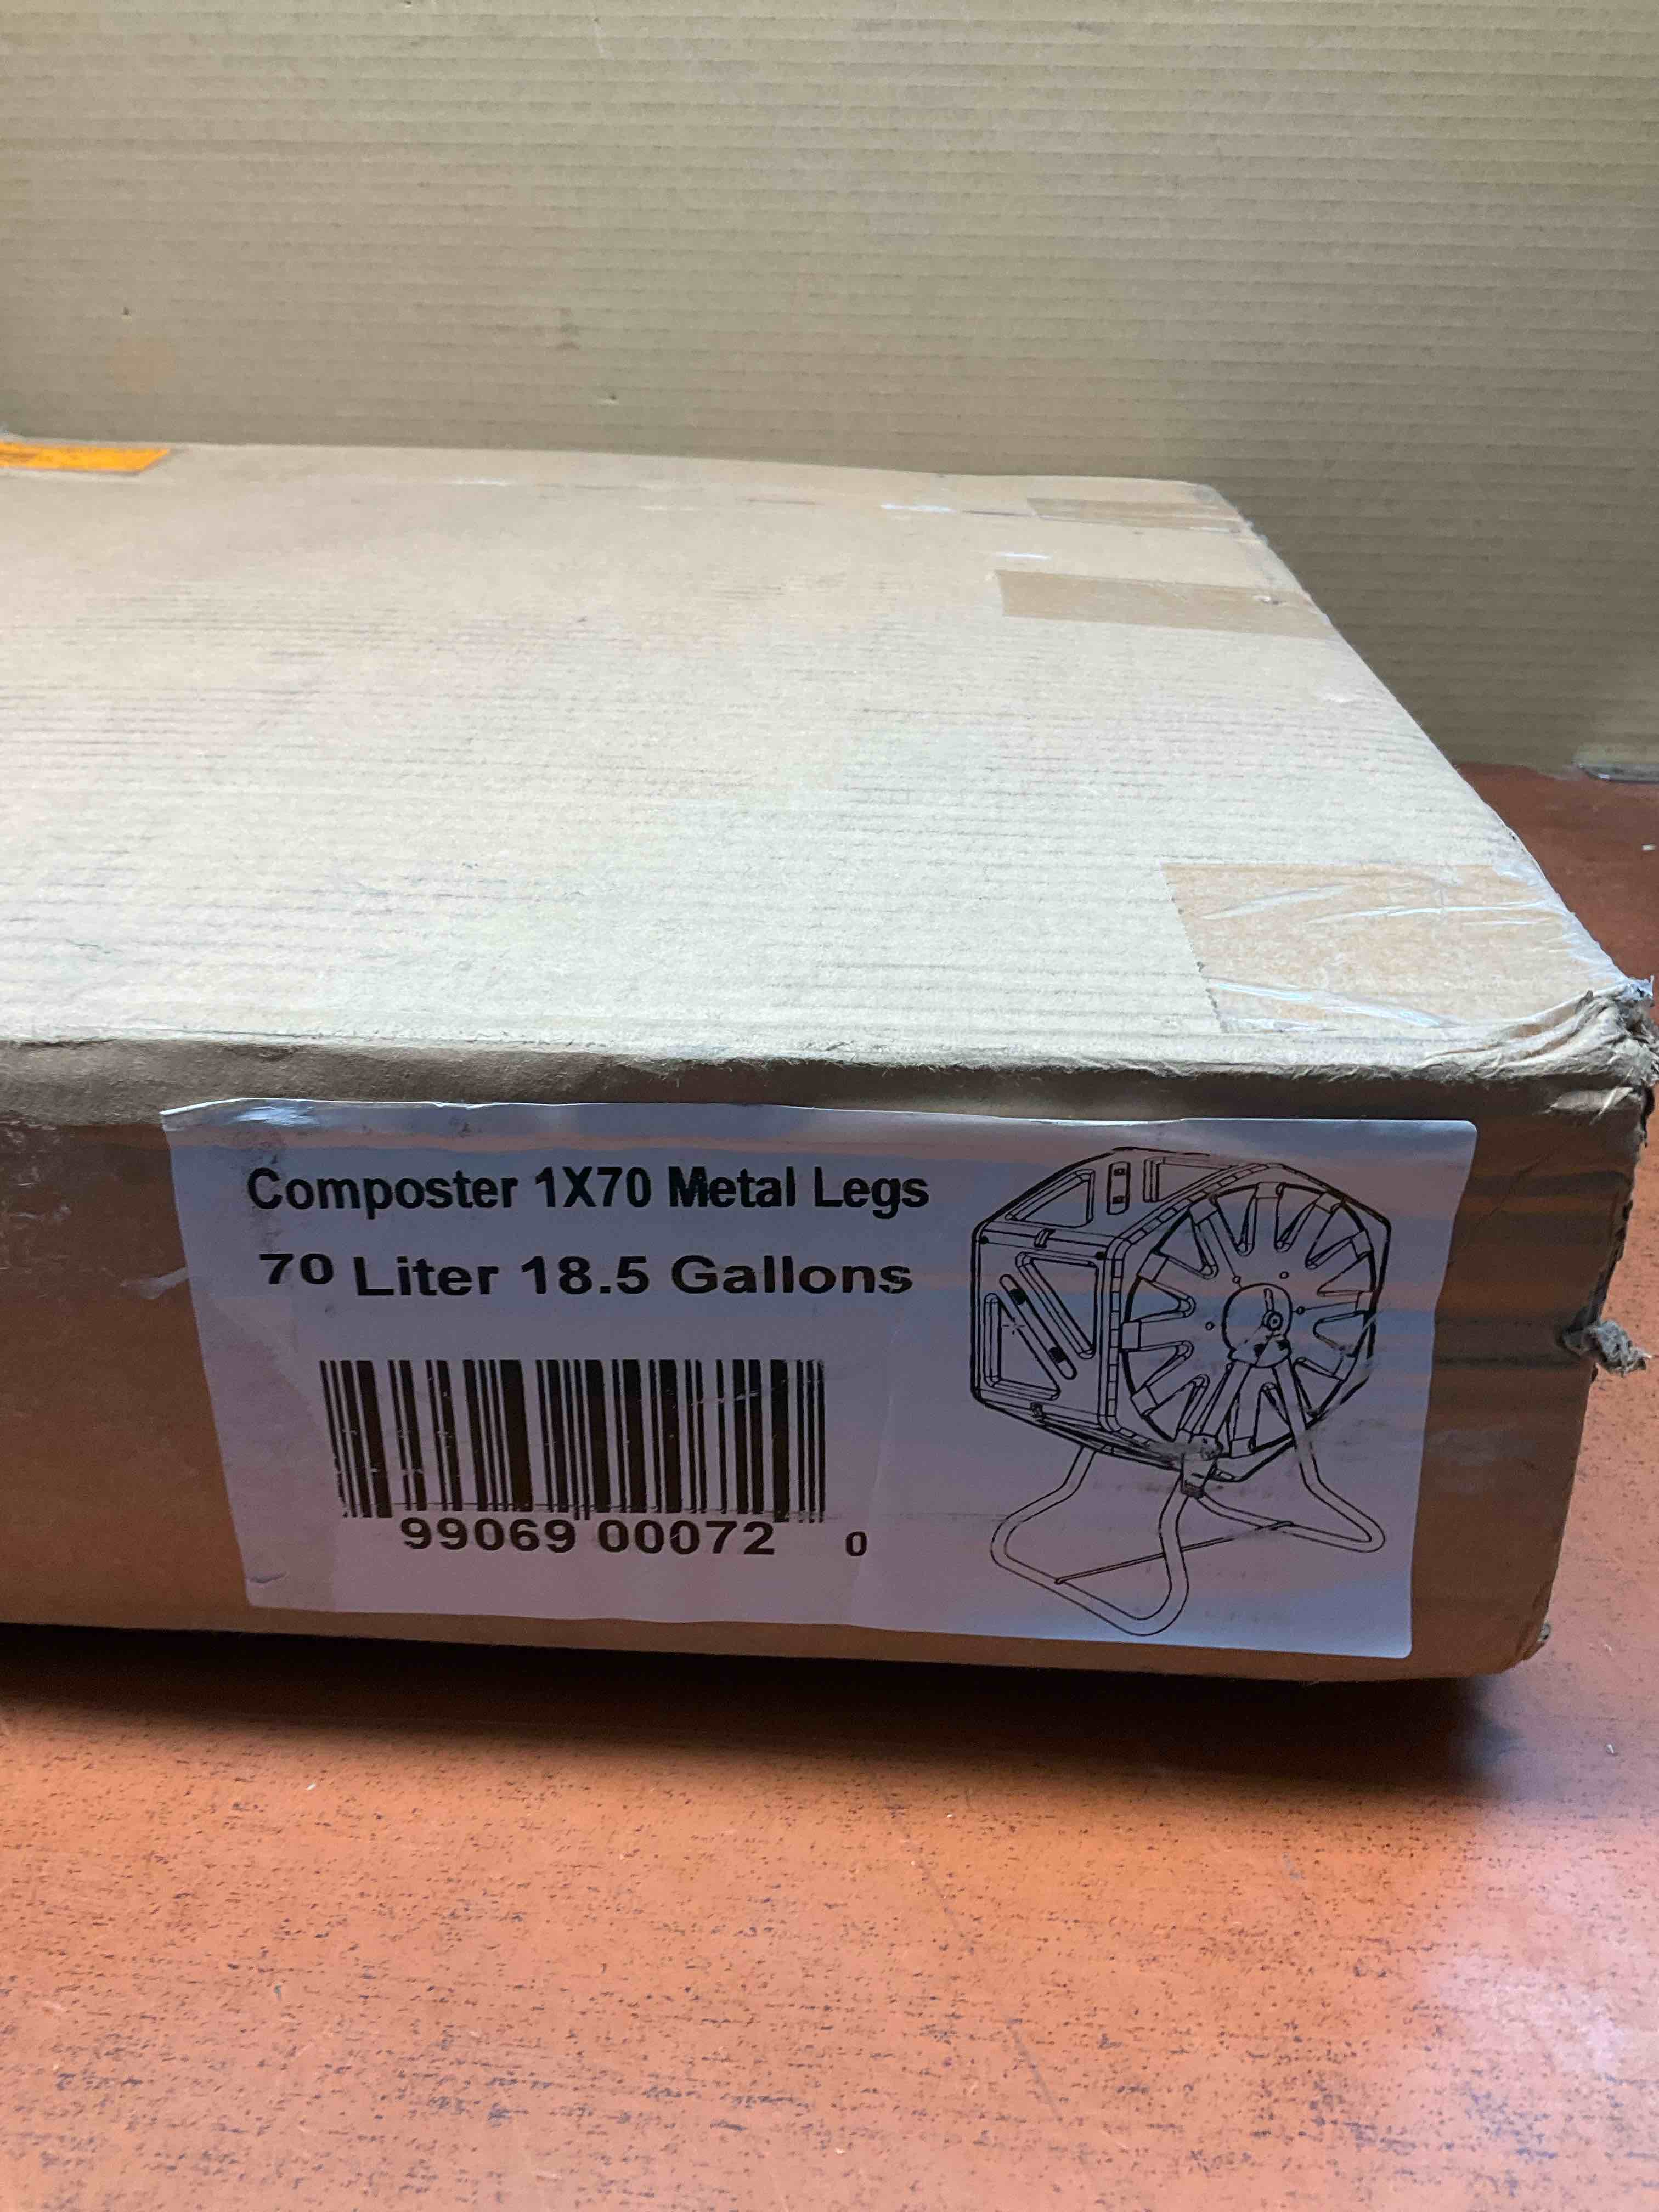 Composter 1X70 Metal Legs
70 Liter 18.5 Gallons
99069 00072 0